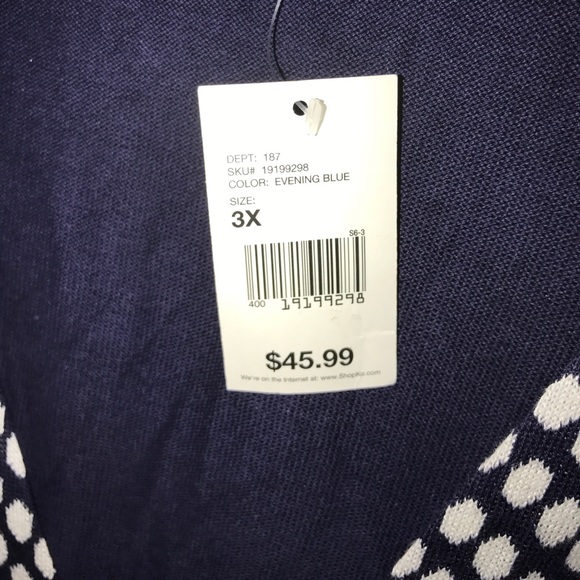 DEPT: 187
SKU# 19199298
COLOR: EVENING BLUE
SIZE:
3X
S6-3
400 19199298
$45.99
We're on the Internet at: www.ShopKo.com